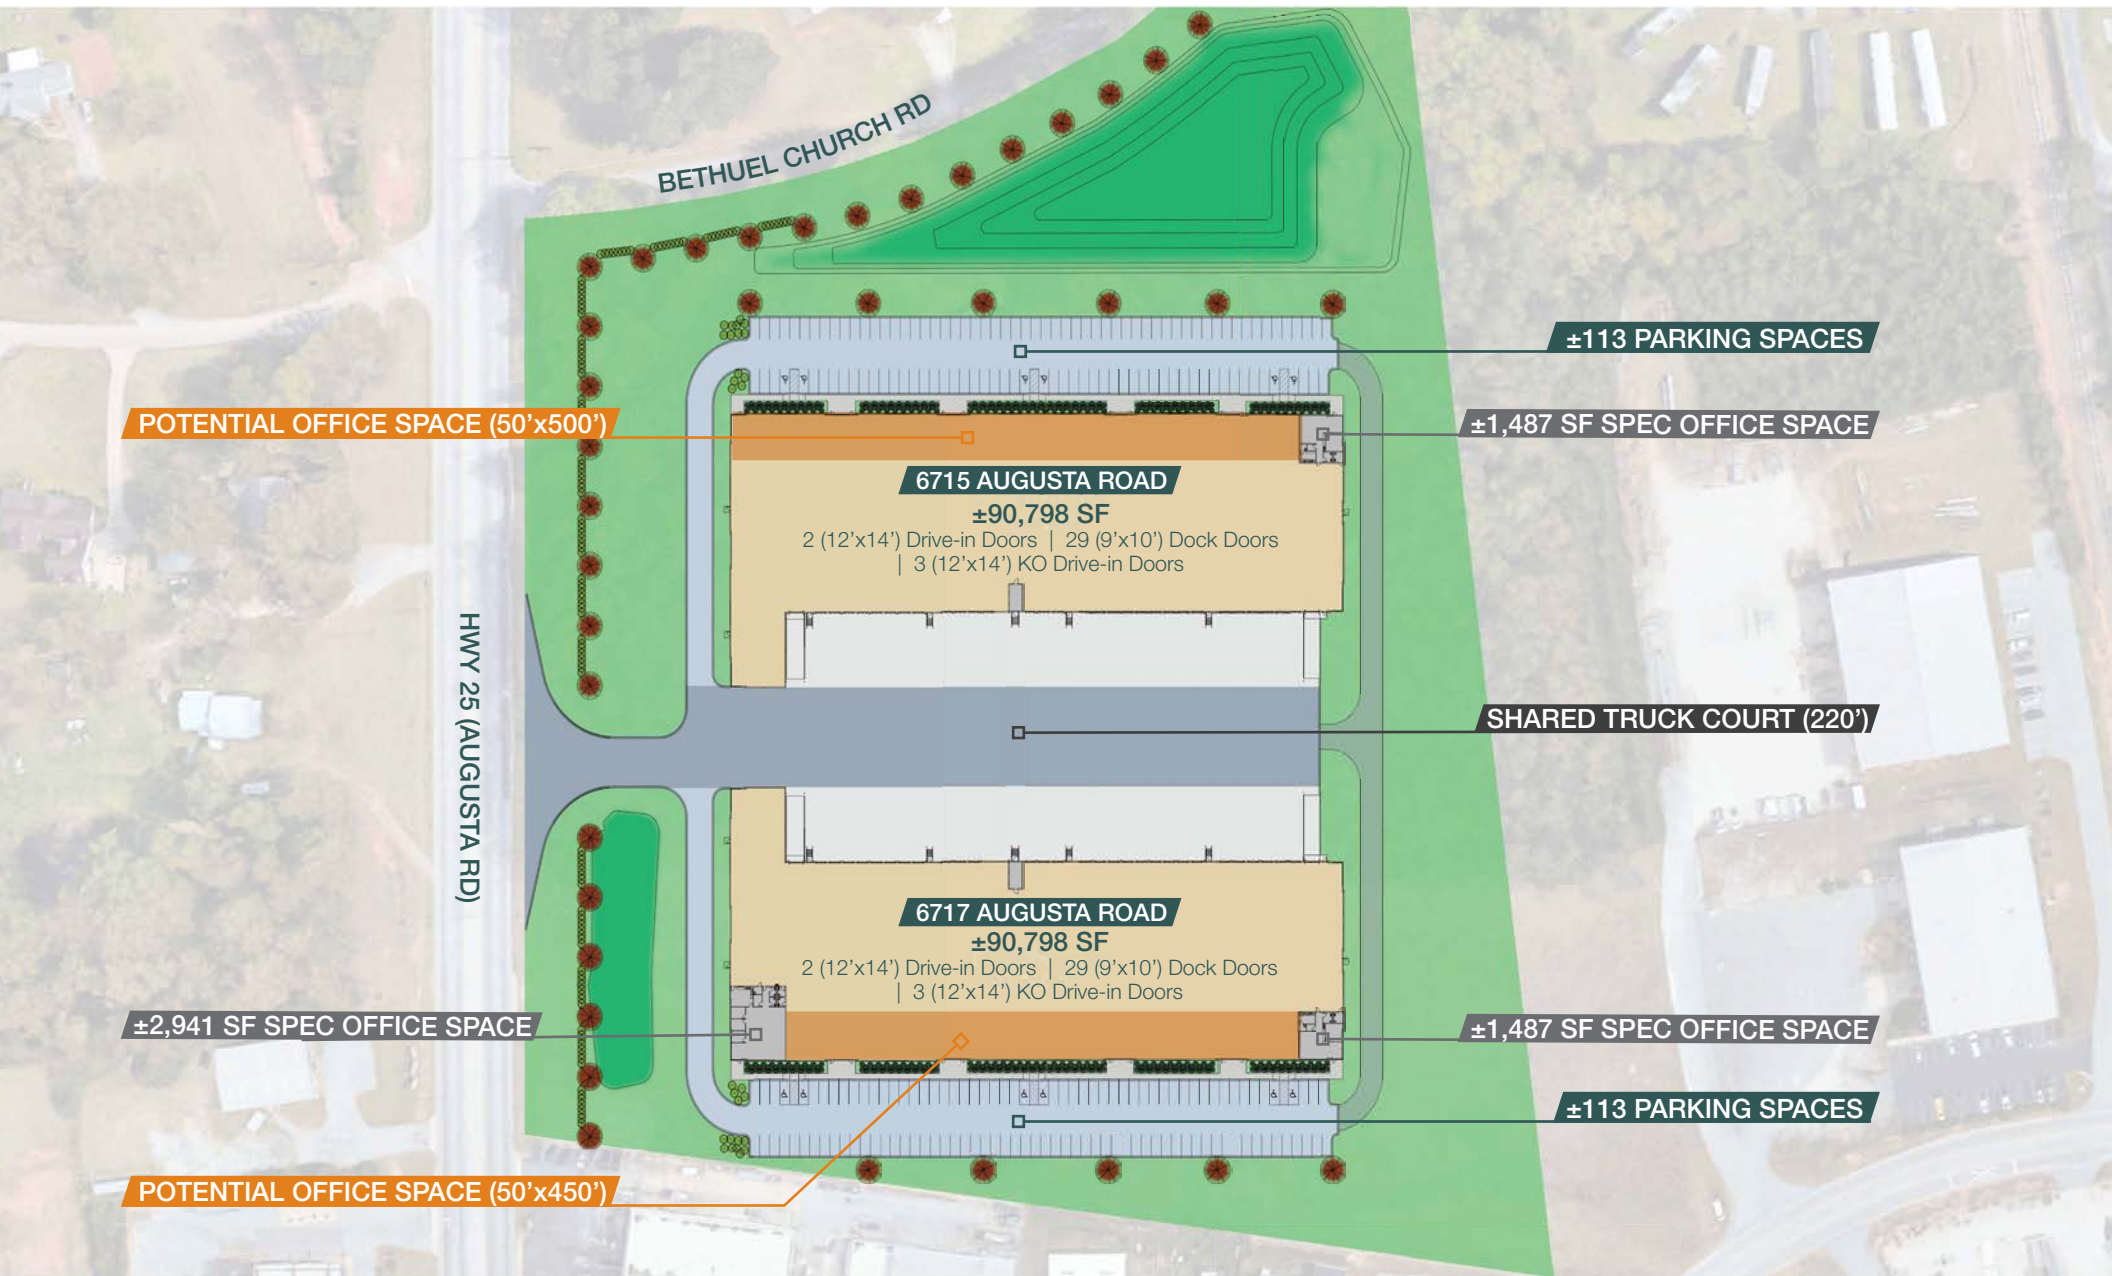 BETHUEL CHURCH RD
±113 PARKING SPACES
POTENTIAL OFFICE SPACE (50’x500’)
±1,487 SF SPEC OFFICE SPACE
6715 AUGUSTA ROAD
±90,798 SF
2 (12’x14’) Drive-in Doors | 29 (9’x10’) Dock Doors
| 3 (12’x14’) KO Drive-in Doors
HWY 25 (AUGUSTA RD)
SHARED TRUCK COURT (220’)
6717 AUGUSTA ROAD
±90,798 SF
2 (12’x14’) Drive-in Doors | 29 (9’x10’) Dock Doors
| 3 (12’x14’) KO Drive-in Doors
±2,941 SF SPEC OFFICE SPACE
±1,487 SF SPEC OFFICE SPACE
±113 PARKING SPACES
POTENTIAL OFFICE SPACE (50’x450’)